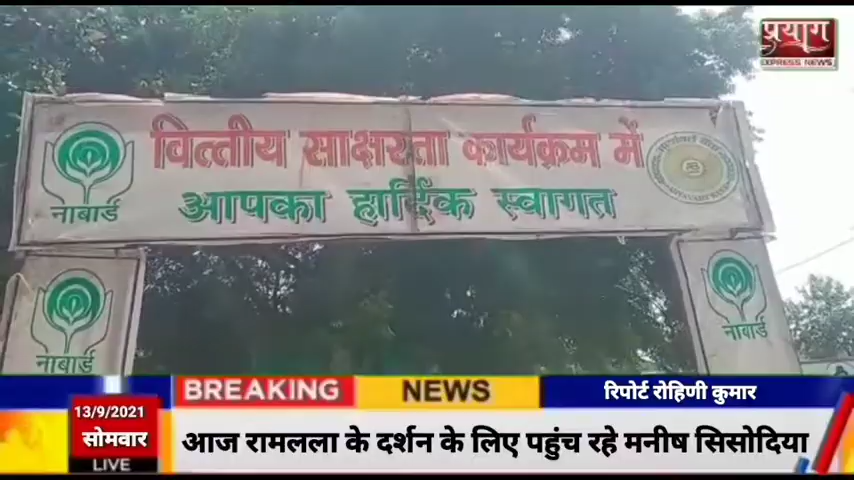 प्रयाग
EXPRESS NEWS
वित्तीय साक्षरता कार्यक्रम में
आपका हार्दिक स्वागत
नाबार्ड
नाबार्ड
नाबार्ड
BREAKING NEWS
रिपोर्ट रोहिणी कुमार
13/9/2021
सोमवार
LIVE
आज रामलला के दर्शन के लिए पहुंच रहे मनीष सिसोदिया